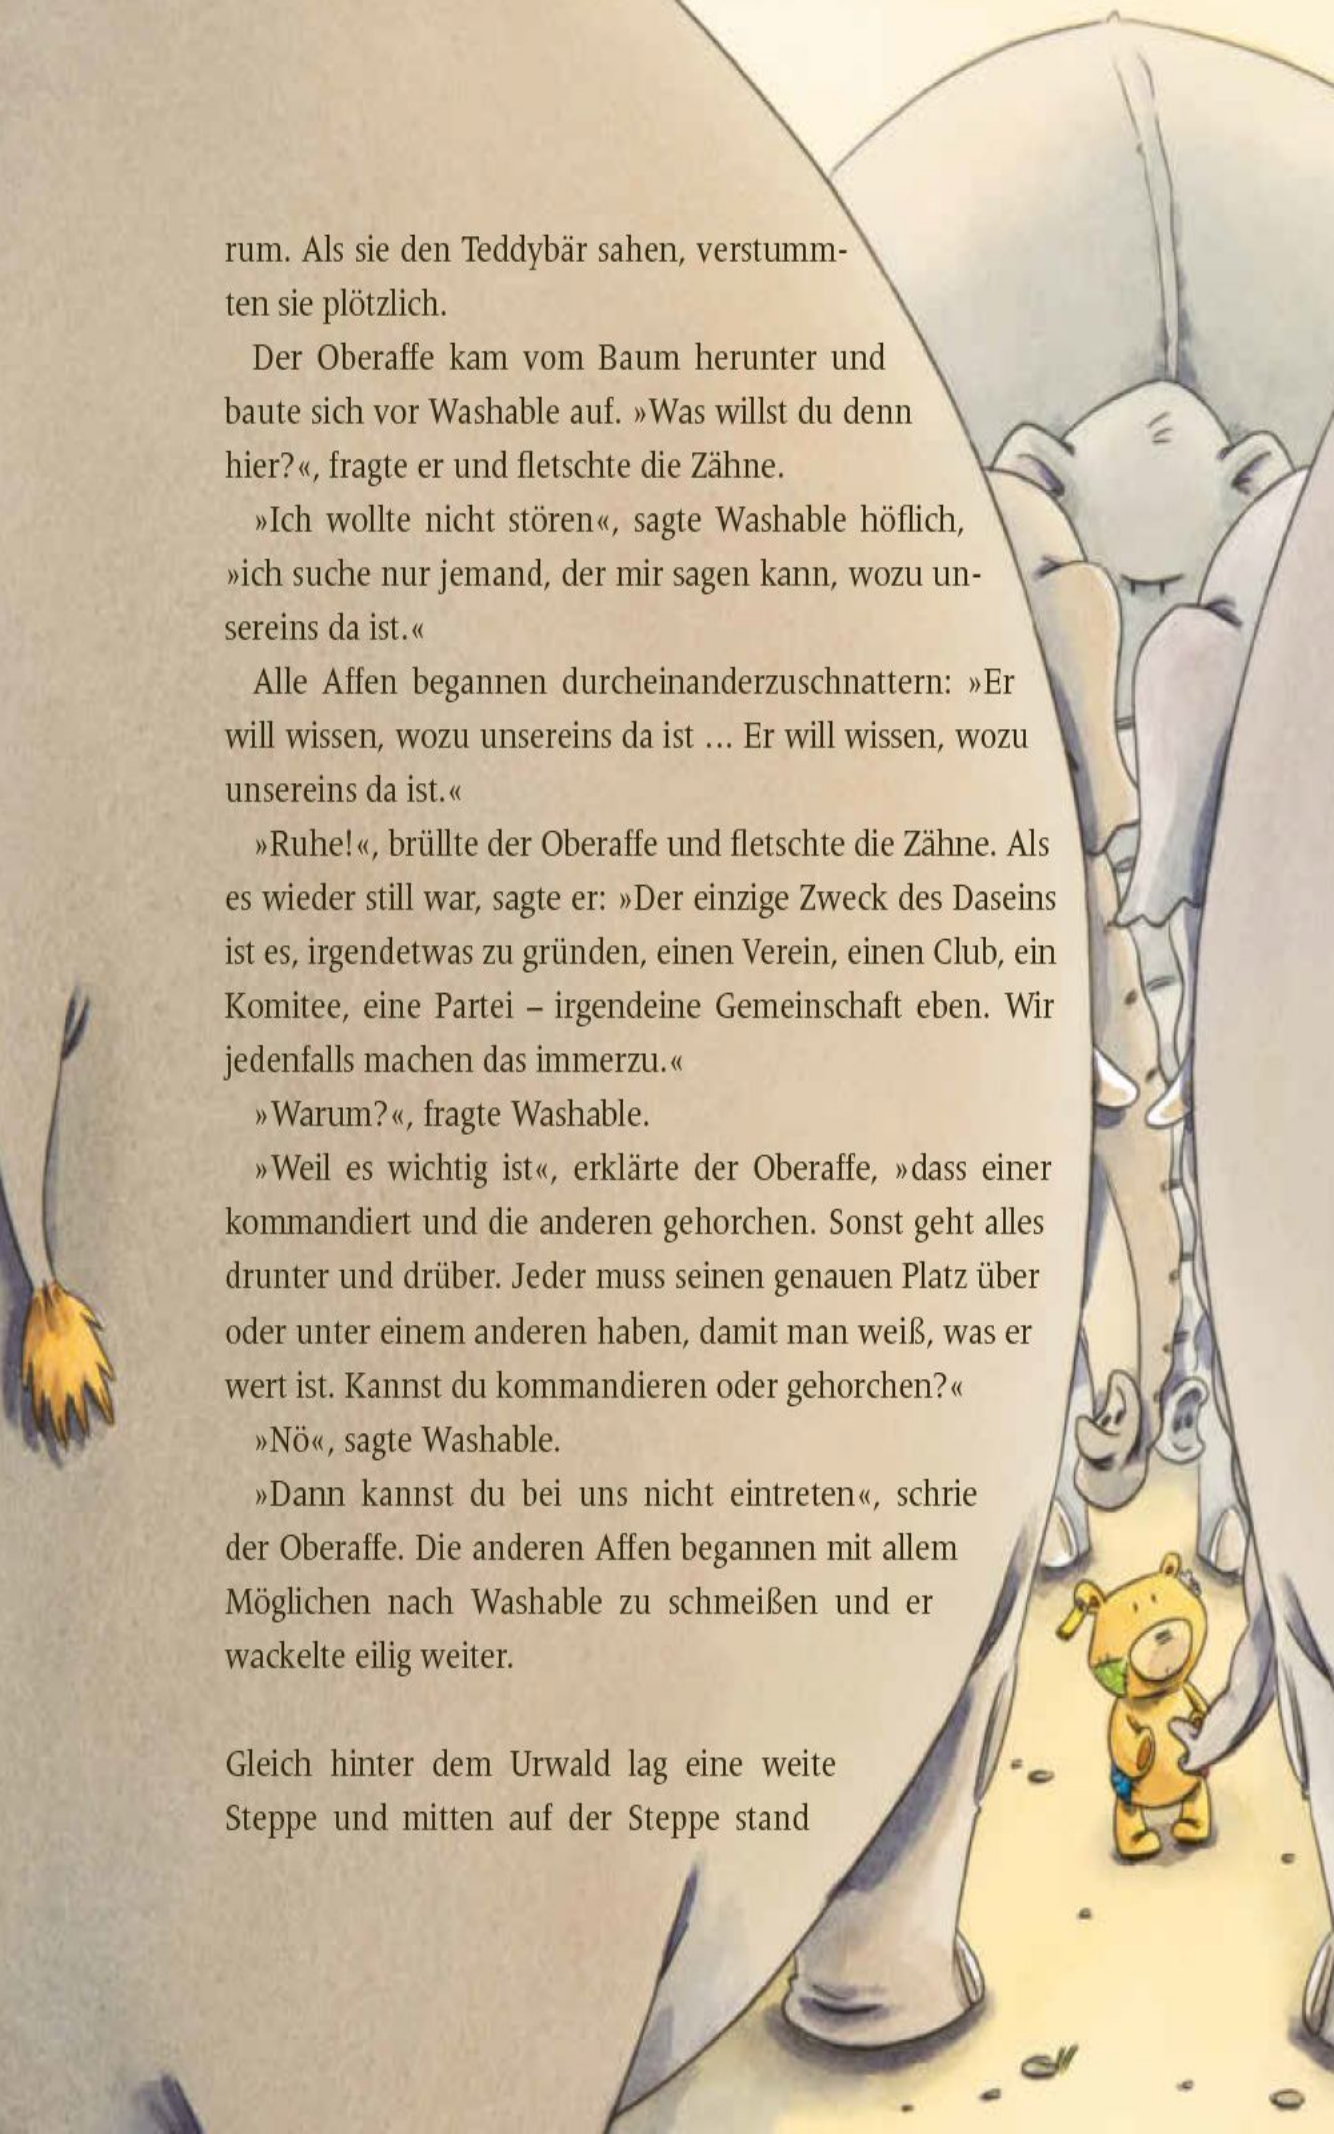 rum. Als sie den Teddybär sahen, verstumm-
ten sie plötzlich.
Der Oberaffe kam vom Baum herunter und
baute sich vor Washable auf. »Was willst du denn
hier?«, fragte er und fletschte die Zähne.
»Ich wollte nicht stören«, sagte Washable höflich,
»ich suche nur jemand, der mir sagen kann, wozu un-
sereins da ist.«
Alle Affen begannen durcheinanderzuschnattern: »Er
will wissen, wozu unsereins da ist … Er will wissen, wozu
unsereins da ist.«
»Ruhe!«, brüllte der Oberaffe und fletschte die Zähne. Als
es wieder still war, sagte er: »Der einzige Zweck des Daseins
ist es, irgendetwas zu gründen, einen Verein, einen Club, ein
Komitee, eine Partei – irgendeine Gemeinschaft eben. Wir
jedenfalls machen das immerzu.«
»Warum?«, fragte Washable.
»Weil es wichtig ist«, erklärte der Oberaffe, »dass einer
kommandiert und die anderen gehorchen. Sonst geht alles
drunter und drüber. Jeder muss seinen genauen Platz über
oder unter einem anderen haben, damit man weiß, was er
wert ist. Kannst du kommandieren oder gehorchen?«
»Nö«, sagte Washable.
»Dann kannst du bei uns nicht eintreten«, schrie
der Oberaffe. Die anderen Affen begannen mit allem
Möglichen nach Washable zu schmeißen und er
wackelte eilig weiter.
Gleich hinter dem Urwald lag eine weite
Steppe und mitten auf der Steppe stand